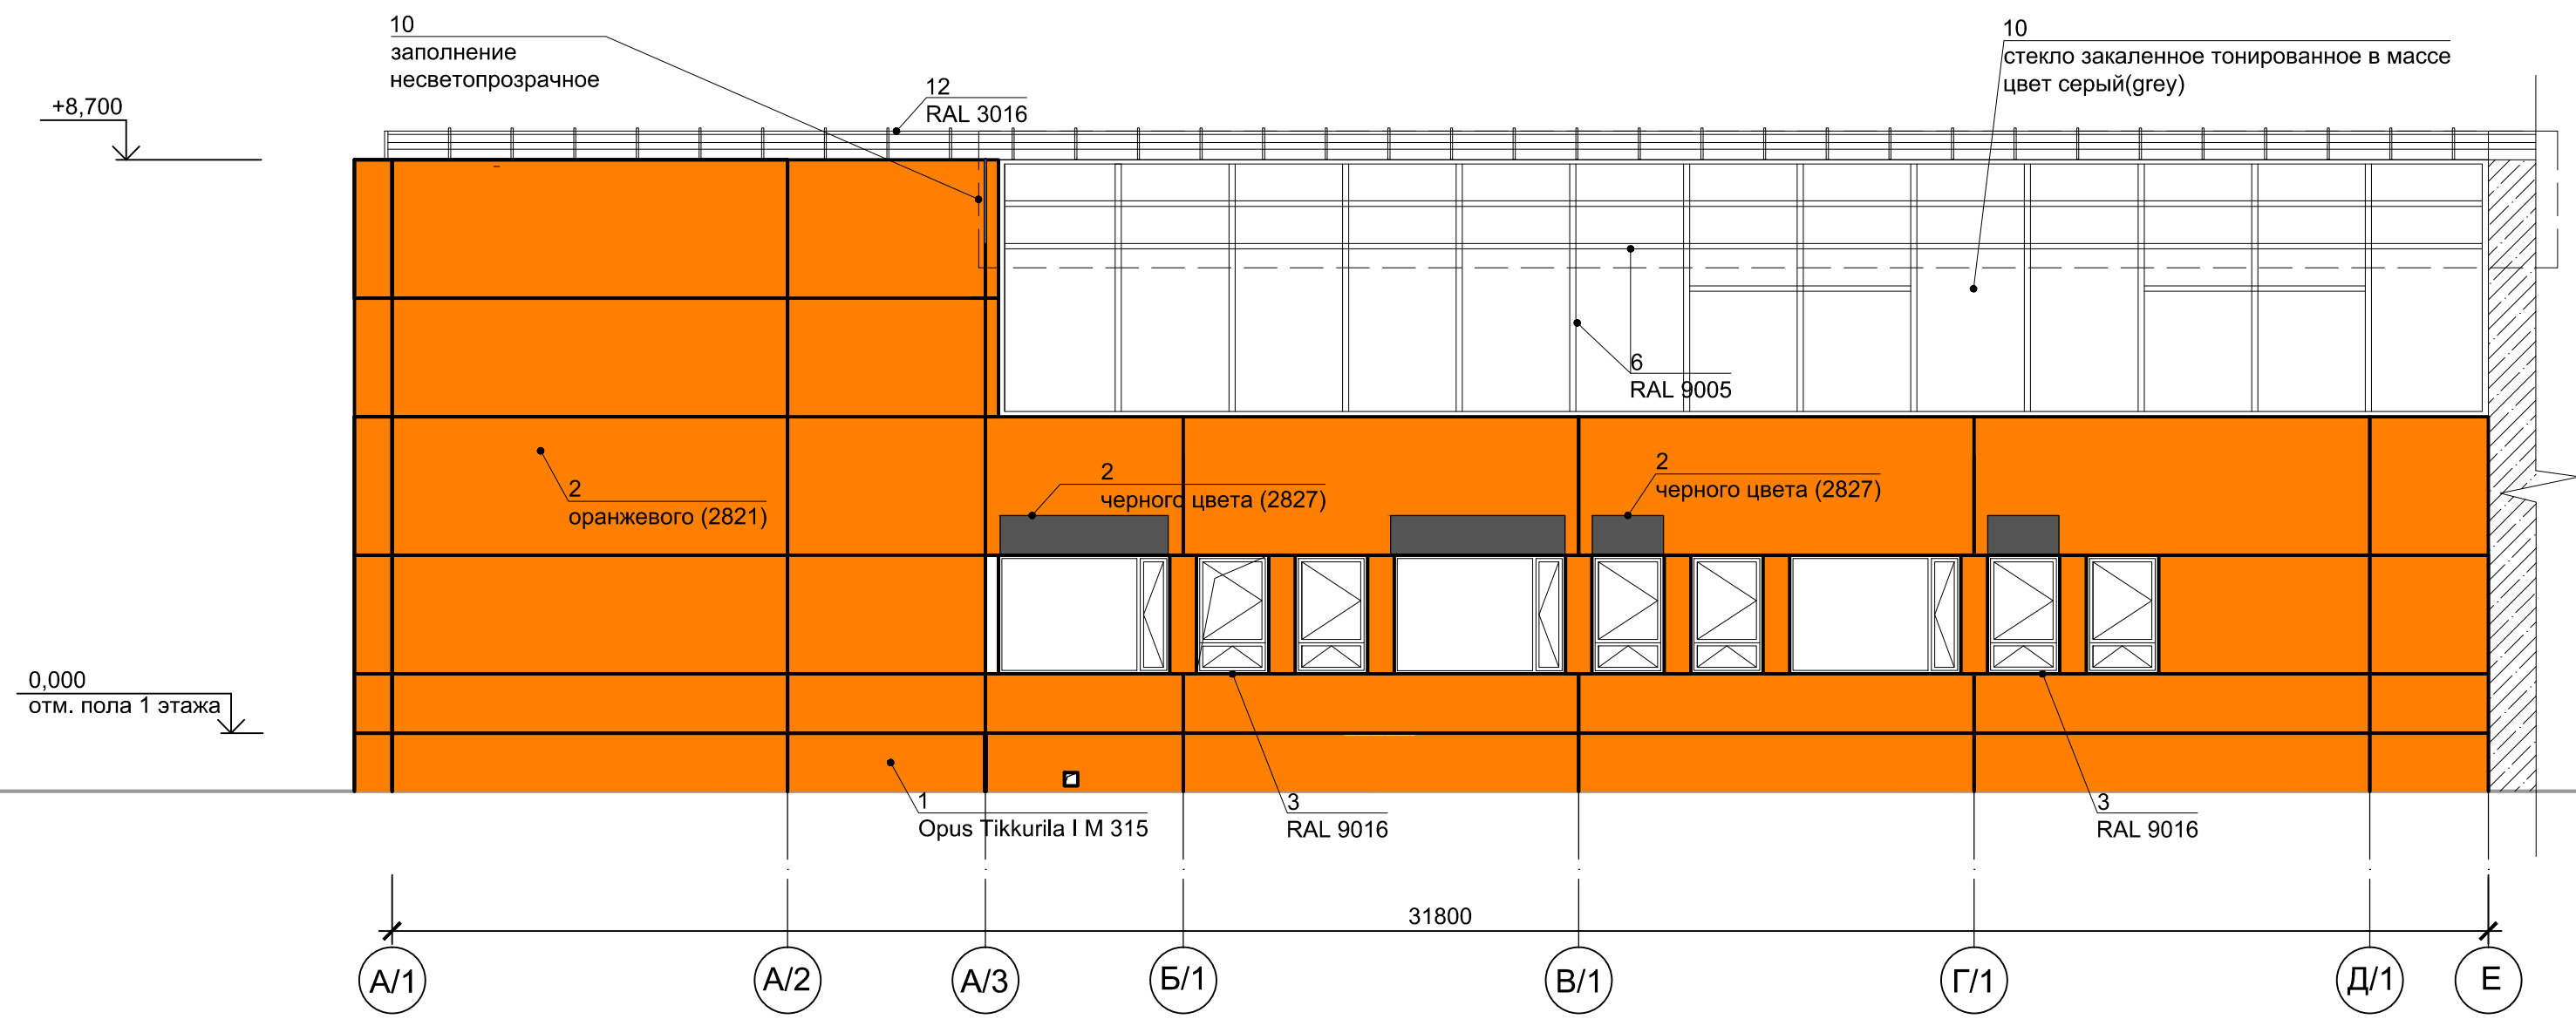 10
заполнение
несветопрозрачное
12
RAL 3016
10
стекло закаленное тонированное в массе
цвет серый(grey)
+8,700
6
RAL 9005
2
оранжевого (2821)
2
черного цвета (2827)
2
черного цвета (2827)
0,000
отм. пола 1 этажа
1
Opus Tikkurila I M 315
3
RAL 9016
3
RAL 9016
31800
А/1
А/2
А/3
Б/1
В/1
Г/1
Д/1
Е